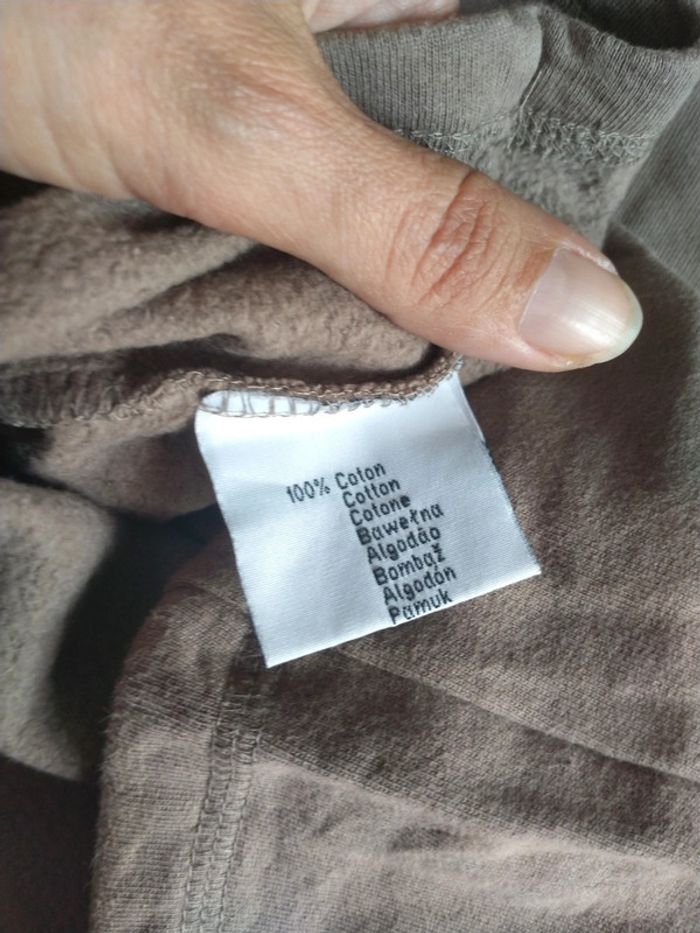 100% Coton
Cotton
Cotone
Bawełna
Algodão
Bombaž
Algodón
Pamuk